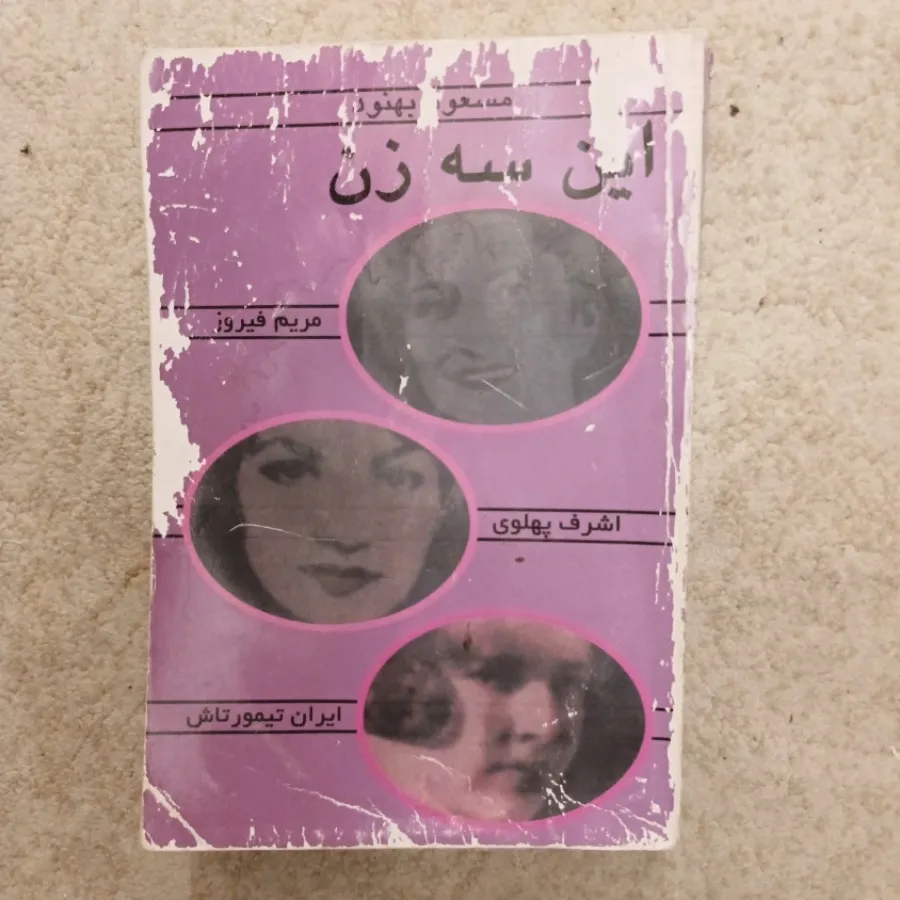 مسعود بهنود
این سه زن
مریم فیروز
اشرف پهلوی
ایران تیمورتاش